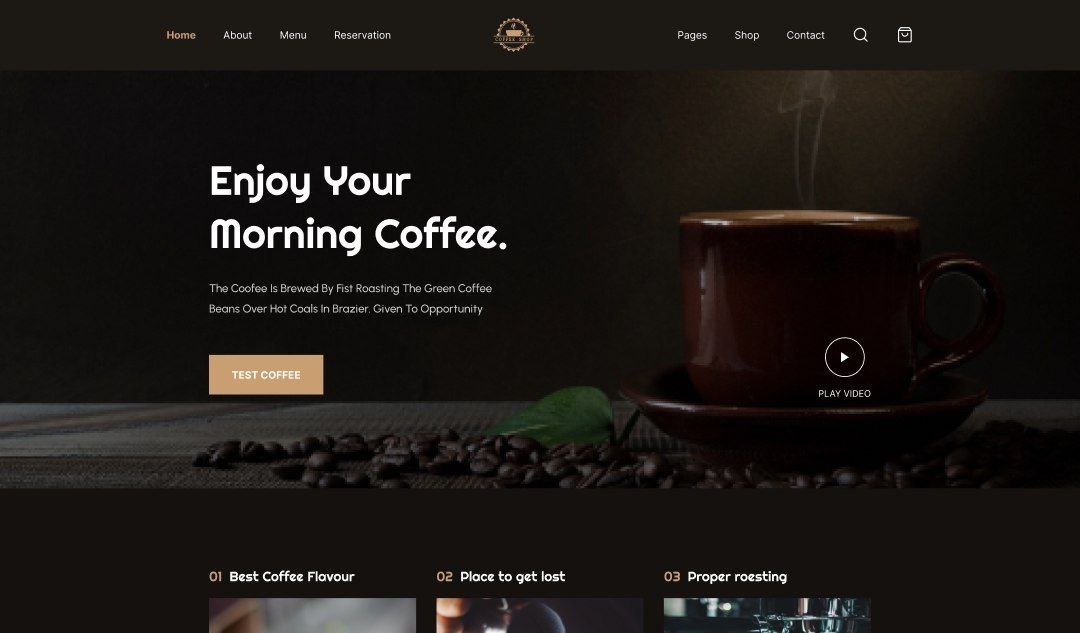 Home
About
Menu
Reservation
COFFEE SHOP
Pages
Shop
Contact
Enjoy Your
Morning Coffee.
The Coofee Is Brewed By Fist Roasting The Green Coffee
Beans Over Hot Coals In Brazier. Given To Opportunity
TEST COFFEE
PLAY VIDEO
01 Best Coffee Flavour
02 Place to get lost
03 Proper roesting